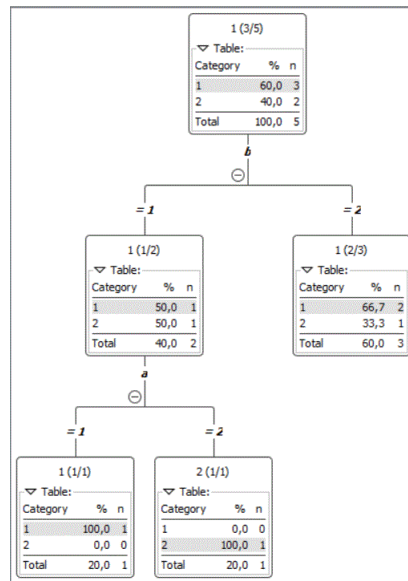 1 (3/5)
Table:
Category % n
1 60,0 3
2 40,0 2
Total 100,0 5
b
= 1
= 2
1 (1/2)
Table:
Category % n
1 50,0 1
2 50,0 1
Total 40,0 2
1 (2/3)
Table:
Category % n
1 66,7 2
2 33,3 1
Total 60,0 3
a
= 1
= 2
1 (1/1)
Table:
Category % n
1 100,0 1
2 0,0 0
Total 20,0 1
2 (1/1)
Table:
Category % n
1 0,0 0
2 100,0 1
Total 20,0 1